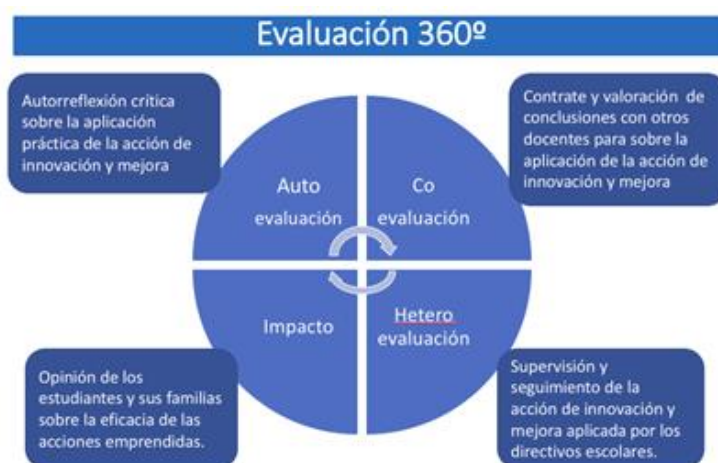 Evaluación 360º
Autorreflexión crítica
sobre la aplicación
práctica de la acción de
innovación y mejora
Contrate y valoración de
conclusiones con otros
docentes para sobre la
aplicación de la acción de
innovación y mejora
Auto
evaluación
Co
evaluación
Impacto
Hetero
evaluación
Opinión de los
estudiantes y sus familias
sobre la eficacia de las
acciones emprendidas.
Supervisión y
seguimiento de la
acción de innovación y
mejora aplicada por los
directivos escolares.